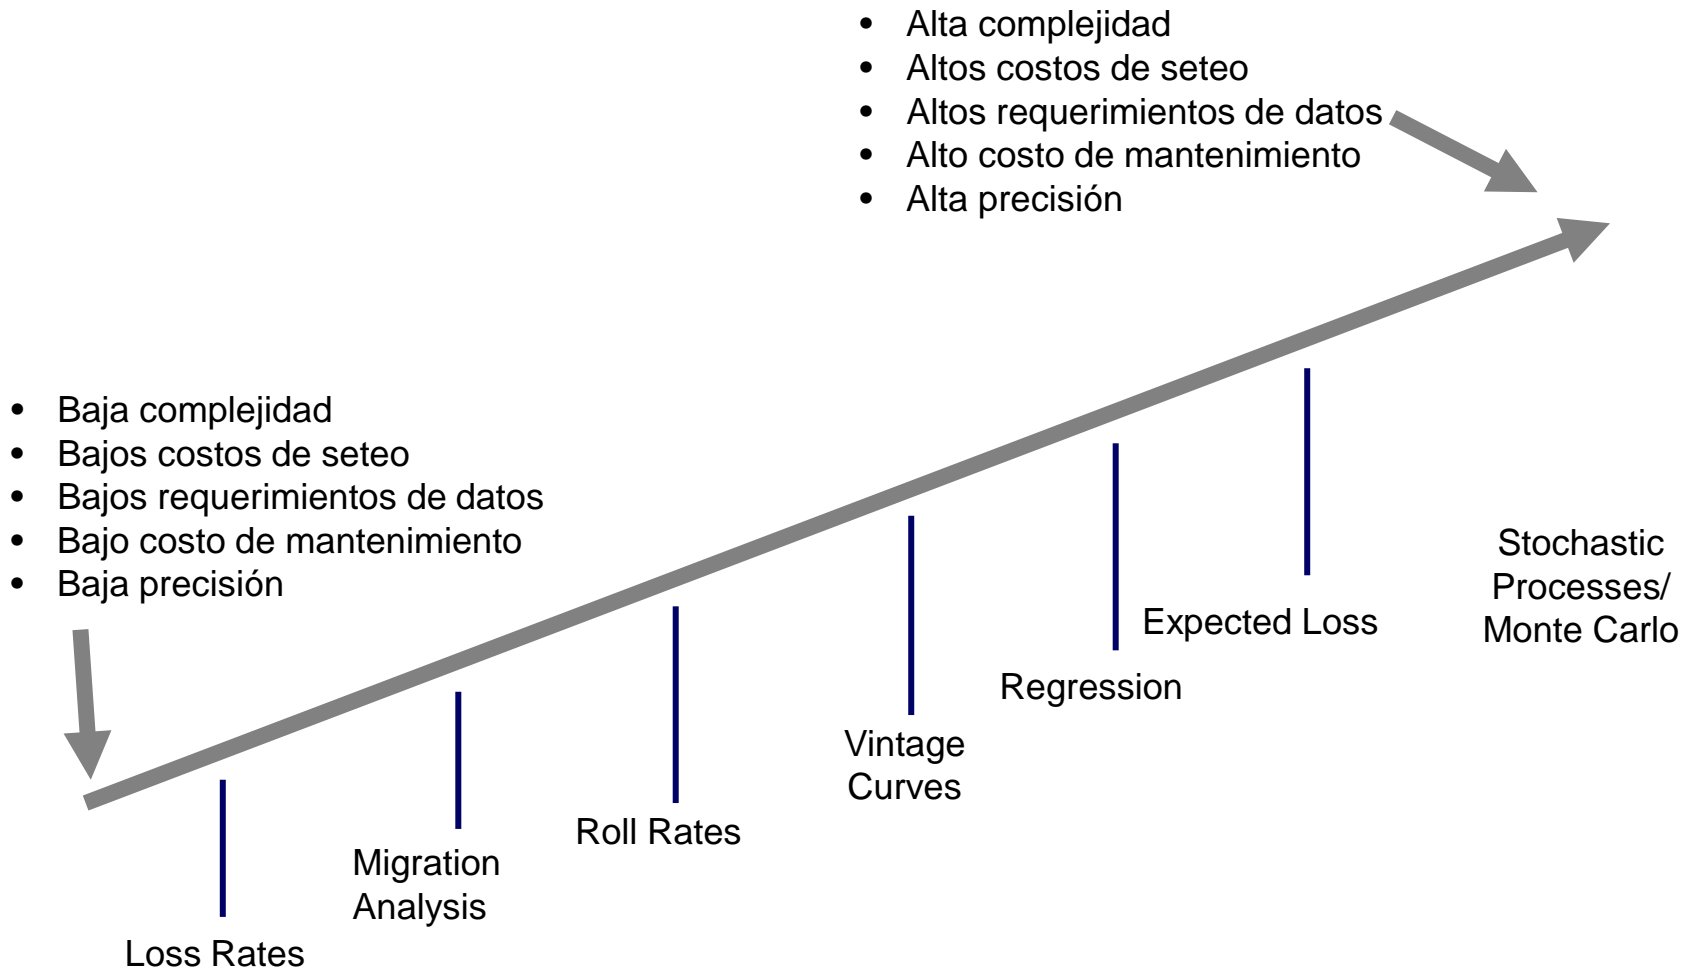 • Alta complejidad
• Altos costos de seteo
• Altos requerimientos de datos
• Alto costo de mantenimiento
• Alta precisión
• Baja complejidad
• Bajos costos de seteo
• Bajos requerimientos de datos
• Bajo costo de mantenimiento
• Baja precisión
Loss Rates
Migration
Analysis
Roll Rates
Vintage
Curves
Regression
Expected Loss
Stochastic
Processes/
Monte Carlo